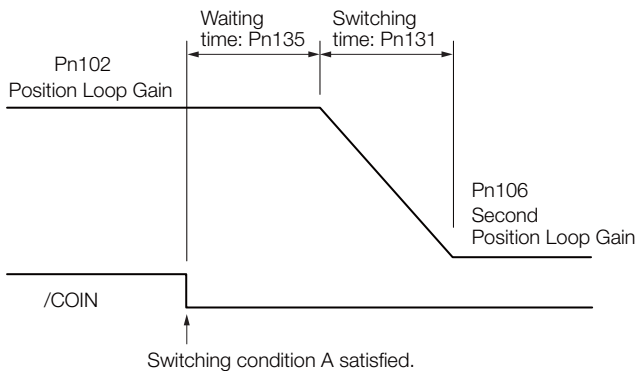 Waiting
time: Pn135
Switching
time: Pn131
Pn102
Position Loop Gain
Pn106
Second
Position Loop Gain
/COIN
Switching condition A satisfied.